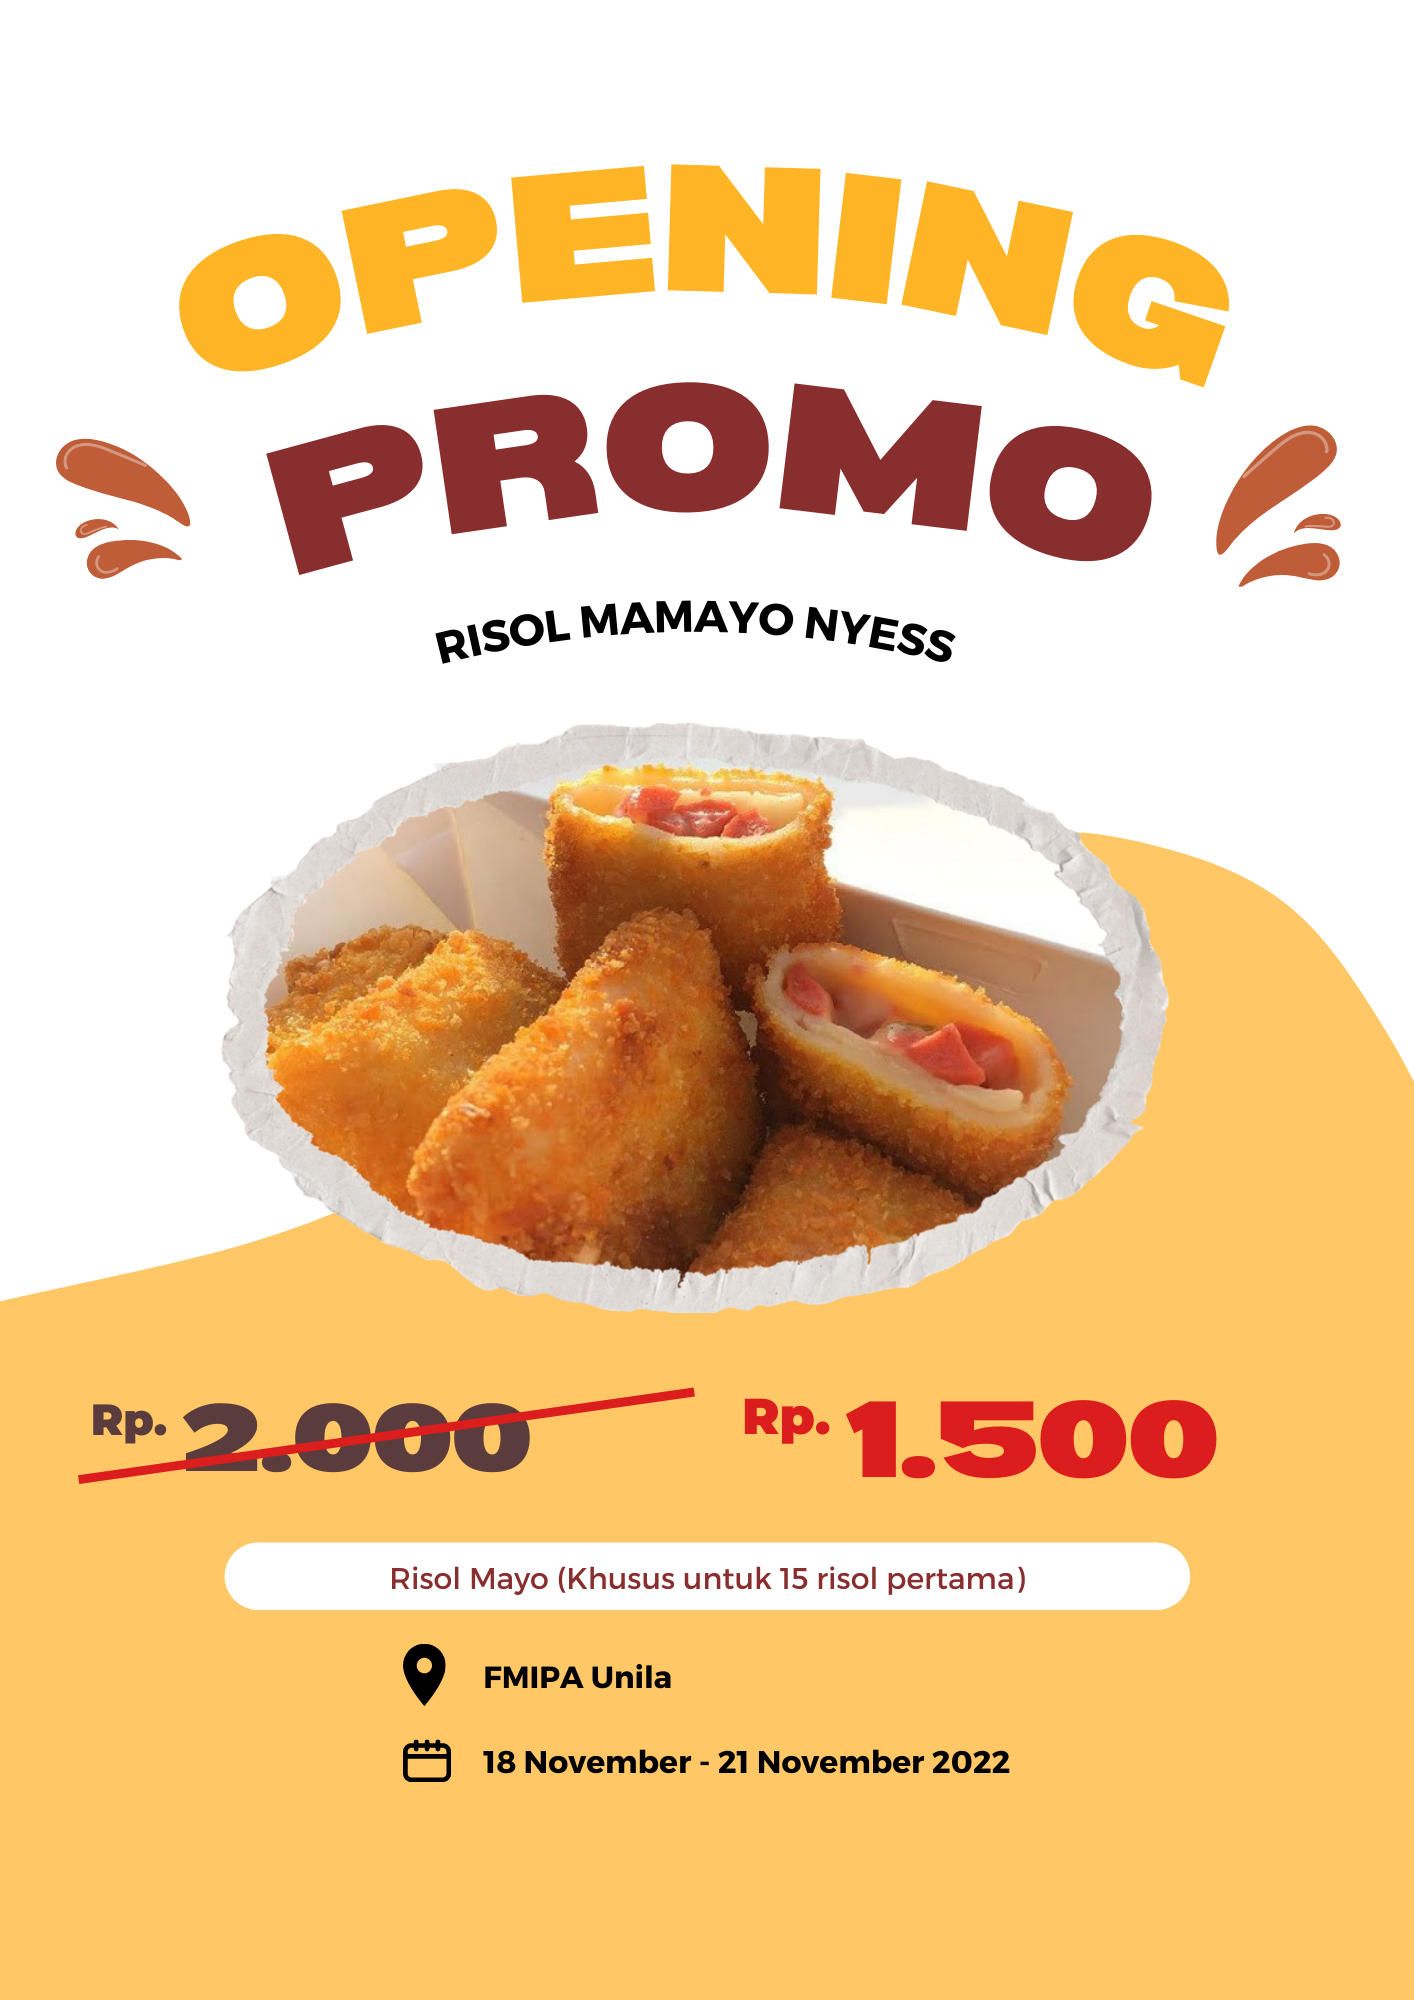 OPENING
PROMO
RISOL MAMAYO NYESS
Rp. 2.000
Rp. 1.500
Risol Mayo (Khusus untuk 15 risol pertama)
FMIPA Unila
18 November - 21 November 2022